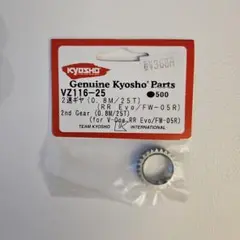 KYOSHO
Genuine Kyosho Parts
VZ116-25 ●500
2速ギヤ(0.8M/25T)
(RR Evo/FW-05R)
2nd Gear (0.8M/25T)
(for V-One RR Evo/FW-05R)
TEAM KYOSHO K INTERNATIONAL